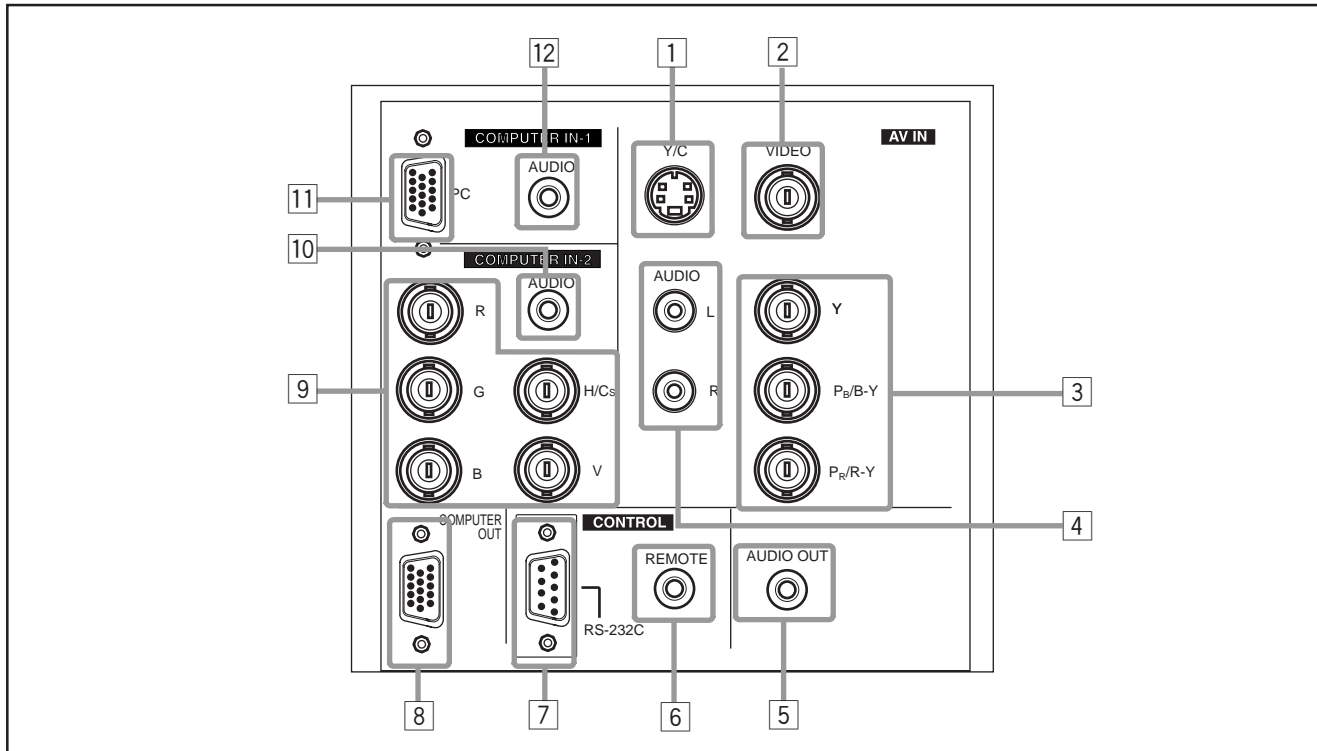 12
1
2
COMPUTER IN-1
AV IN
Y/C
VIDEO
AUDIO
11
PC
10
COMPUTER IN-2
AUDIO
AUDIO
R
L
Y
9
G
H/Cs
R
PB/B-Y
3
B
V
PR/R-Y
4
COMPUTER
OUT
CONTROL
REMOTE
AUDIO OUT
RS-232C
8
7
6
5